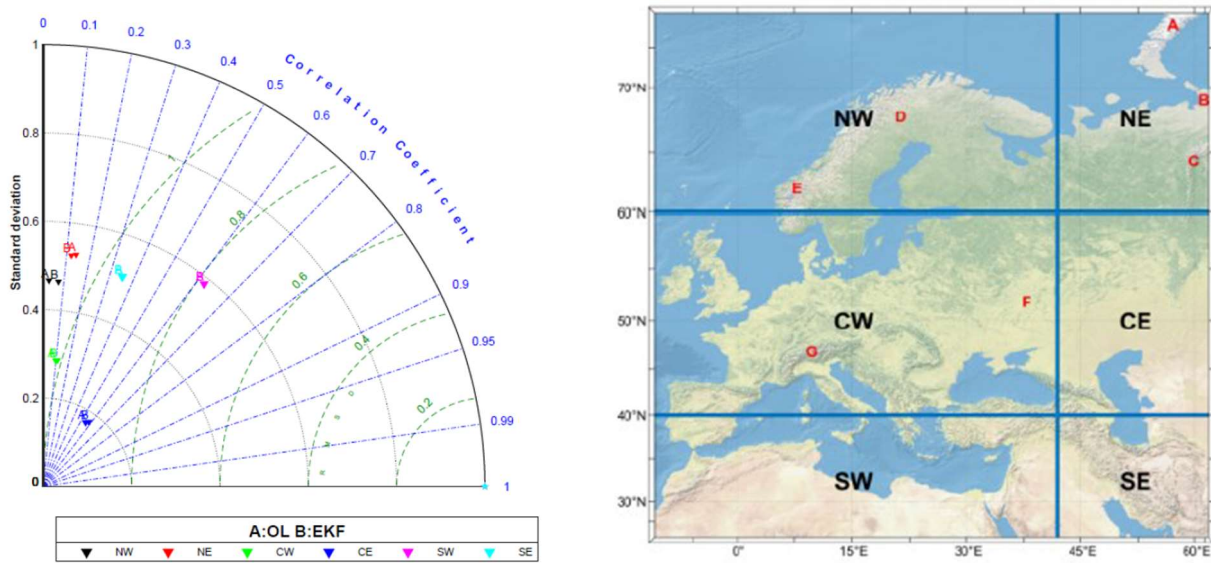 0
0.1
0.2
0.3
0.4
0.5
0.6
0.7
0.8
0.9
0.95
0.99
1
Correlation Coefficient
1
0.8
0.6
0.4
0.2
0
Standard deviation
1
0.8
0.6
0.4
0.2
R M S D
A B
B A
B
B
B
A:OL B:EKF
NW NE CW CE SW SE
70°N
60°N
50°N
40°N
30°N
0° 15°E 30°E 45°E 60°E
A
B
NW D NE
C
E
F
CW CE
G
SW SE